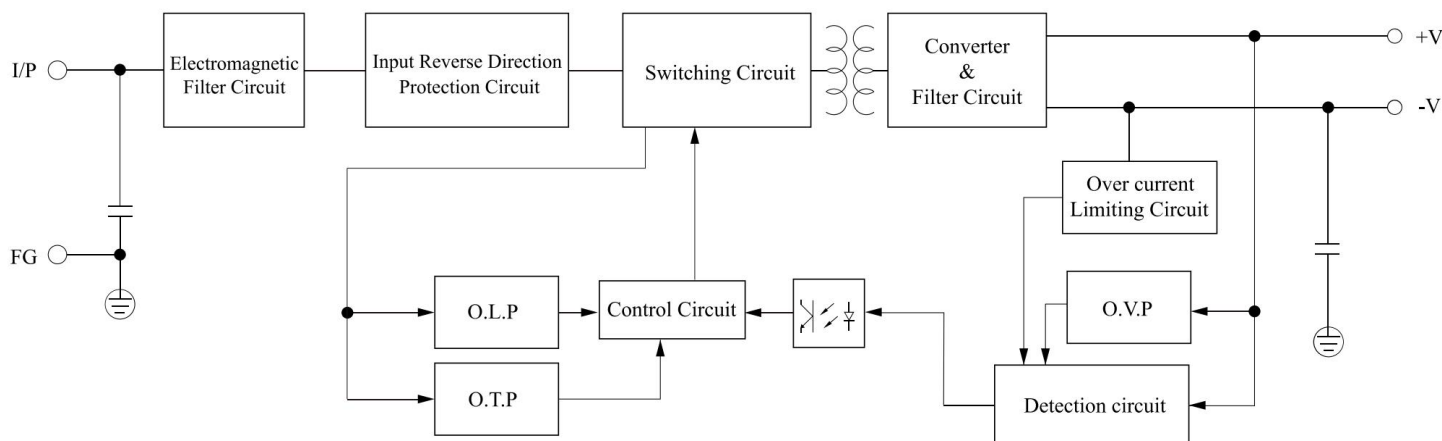 I/P
Electromagnetic
Filter Circuit
Input Reverse Direction
Protection Circuit
Switching Circuit
Converter
&
Filter Circuit
+V
-V
Over current
Limiting Circuit
FG
O.L.P
Control Circuit
O.V.P
O.T.P
Detection circuit